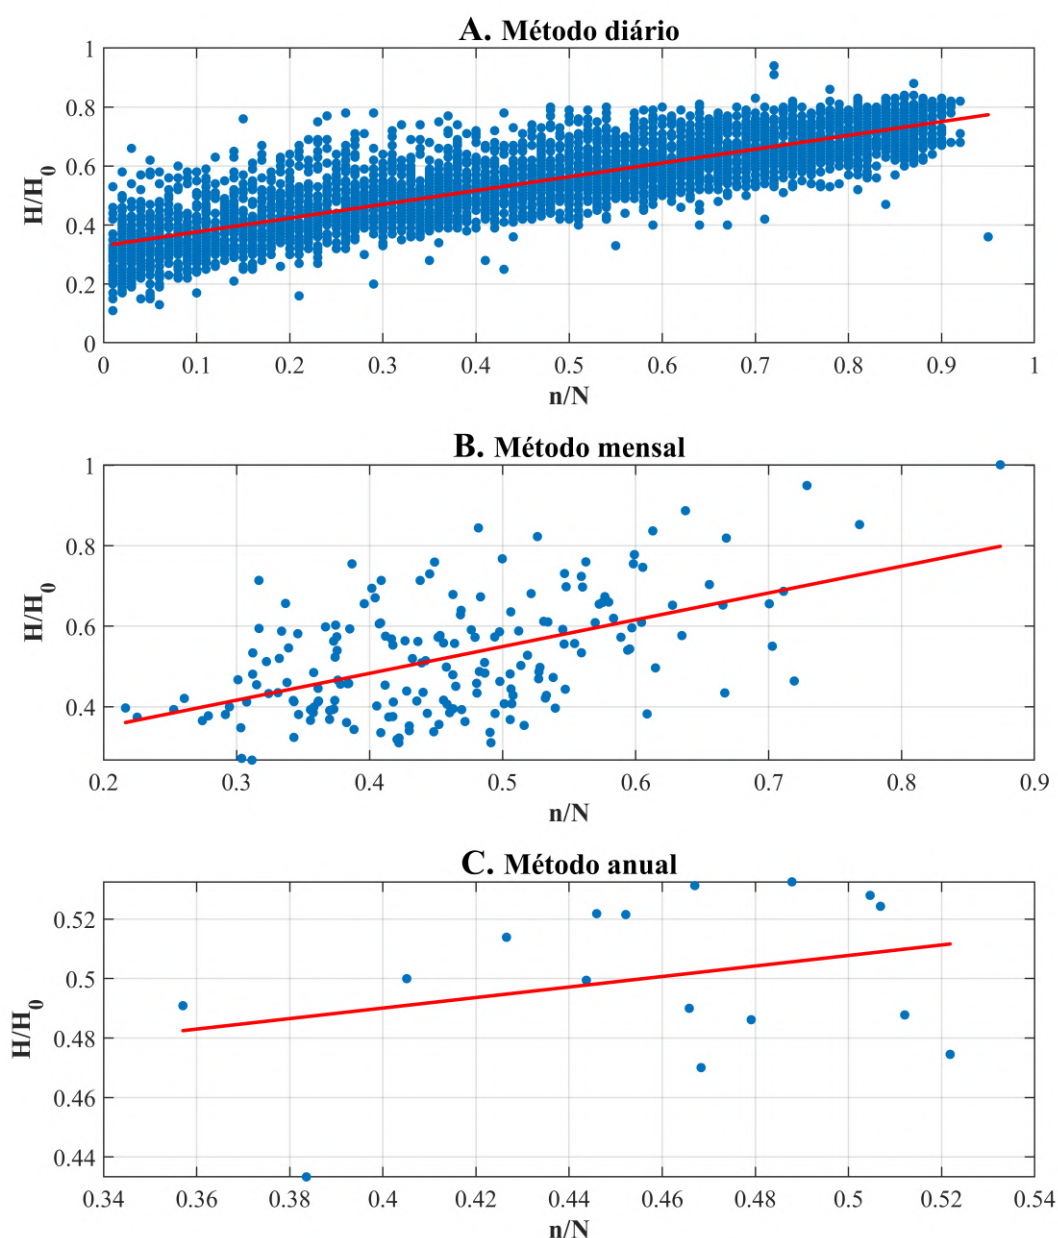 A. Método diário
1
0.8
0.6
0.4
0.2
0
H/H0
0 0.1 0.2 0.3 0.4 0.5 0.6 0.7 0.8 0.9 1
n/N
B. Método mensal
1
0.8
0.6
0.4
H/H0
0.2 0.3 0.4 0.5 0.6 0.7 0.8 0.9
n/N
C. Método anual
0.52
0.5
0.48
0.46
0.44
H/H0
0.34 0.36 0.38 0.4 0.42 0.44 0.46 0.48 0.5 0.52 0.54
n/N